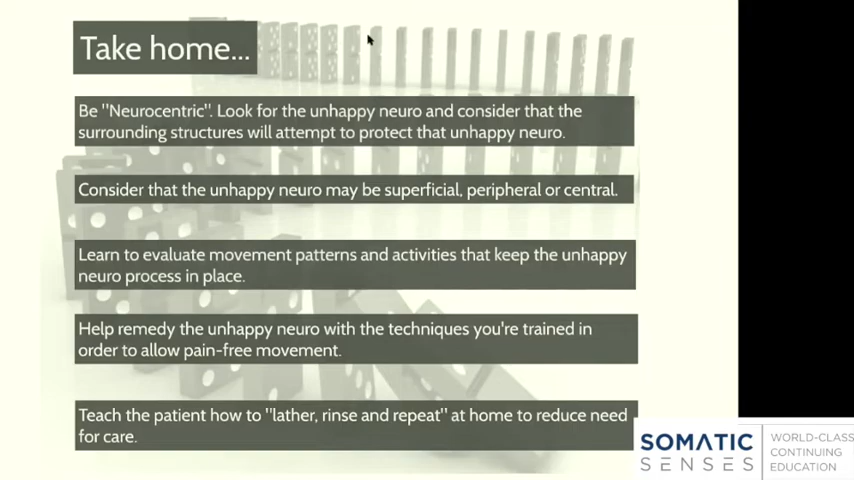 Take home...
Be "Neurocentric". Look for the unhappy neuro and consider that the
surrounding structures will attempt to protect that unhappy neuro.
Consider that the unhappy neuro may be superficial, peripheral or central.
Learn to evaluate movement patterns and activities that keep the unhappy
neuro process in place.
Help remedy the unhappy neuro with the techniques you're trained in
order to allow pain-free movement.
Teach the patient how to "lather, rinse and repeat" at home to reduce need
for care.
SOMATIC
SENSES
WORLD-CLASS
CONTINUING
EDUCATION